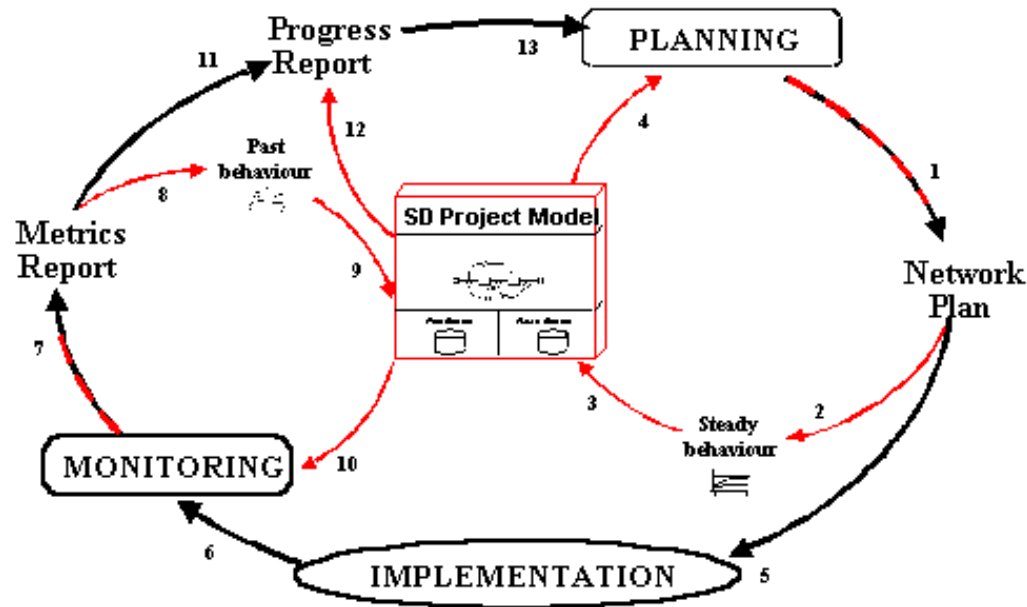 Progress
Report
13
PLANNING
11
12
4
Past
behaviour
8
1
SD Project Model
Metrics
Report
9
Network
Plan
7
3
2
Steady
behaviour
MONITORING
10
6
IMPLEMENTATION
5